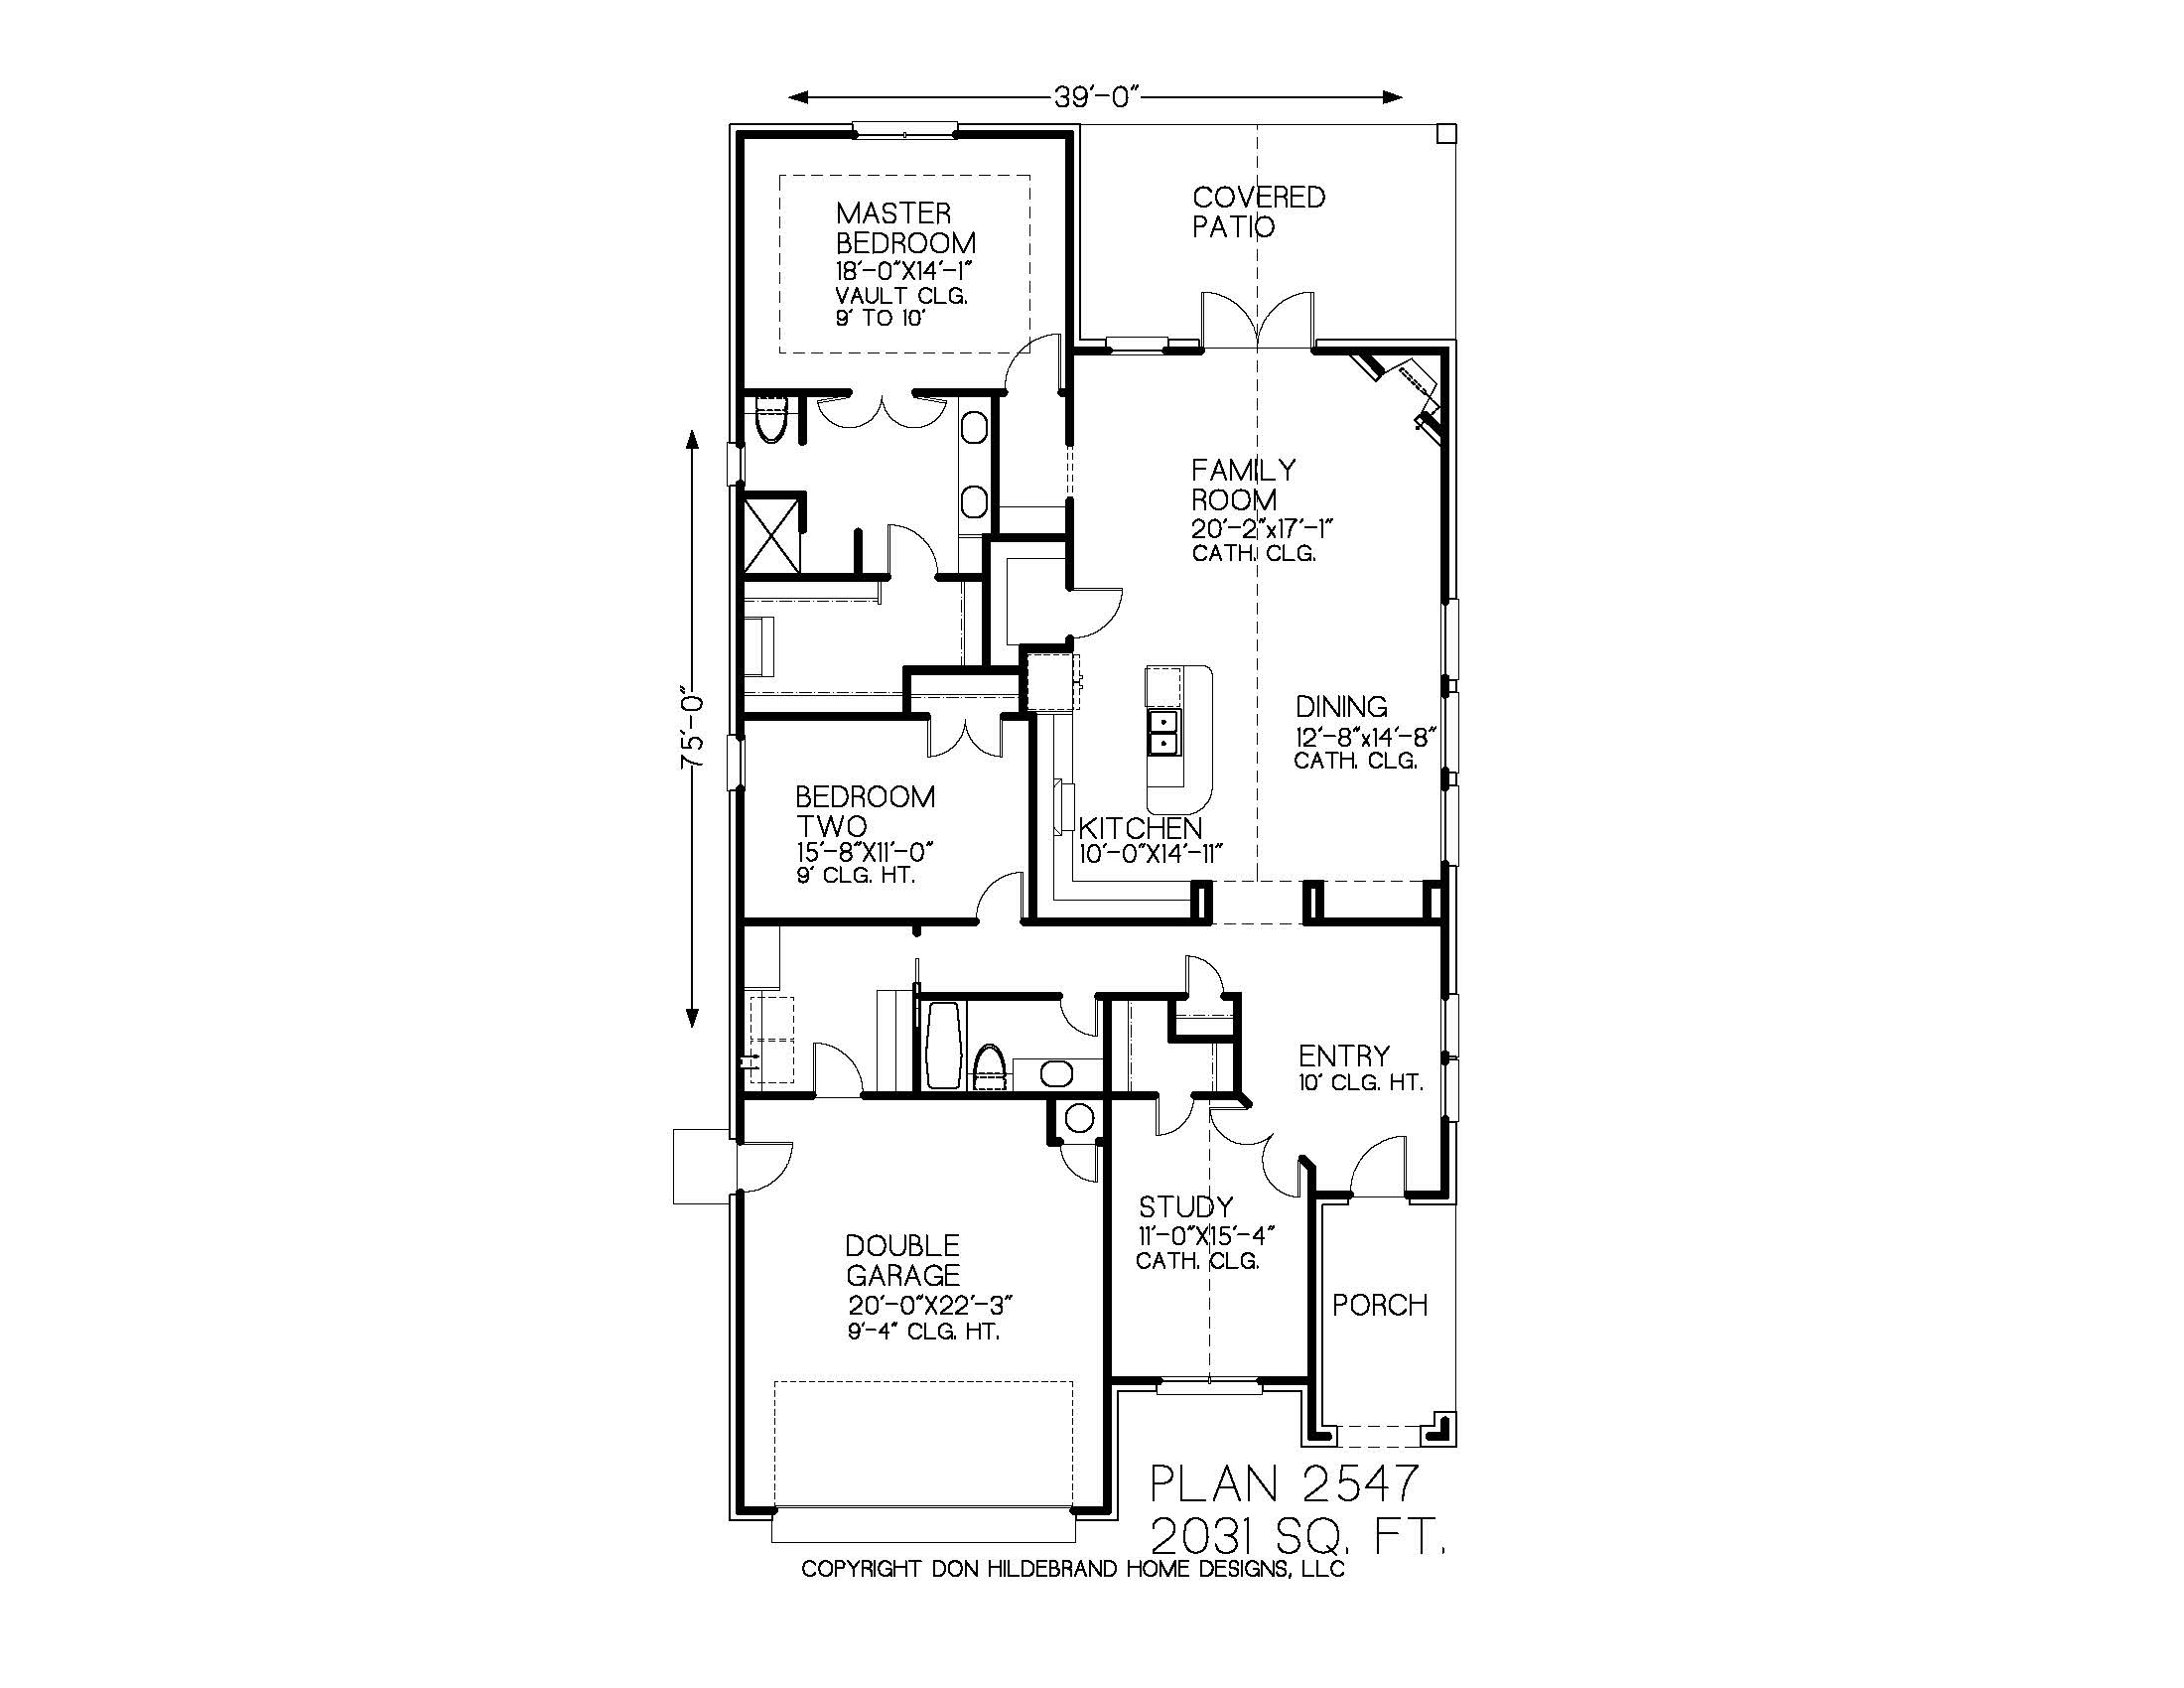 39'-0"
COVERED
PATIO
MASTER
BEDROOM
18'-0"X14'-1"
VAULT CLG.
9' TO 10'
FAMILY
ROOM
20'-2"x17'-1"
CATH. CLG.
75'-0"
DINING
12'-8"x14'-8"
CATH. CLG.
BEDROOM
TWO
15'-8"X11'-0"
9' CLG. HT.
KITCHEN
10'-0"X14'-11"
ENTRY
10' CLG. HT.
STUDY
11'-0"X15'-4"
CATH. CLG.
DOUBLE
GARAGE
20'-0"X22'-3"
9'-4" CLG. HT.
PORCH
PLAN 2547
2031 SQ. FT.
COPYRIGHT DON HILDEBRAND HOME DESIGNS, LLC